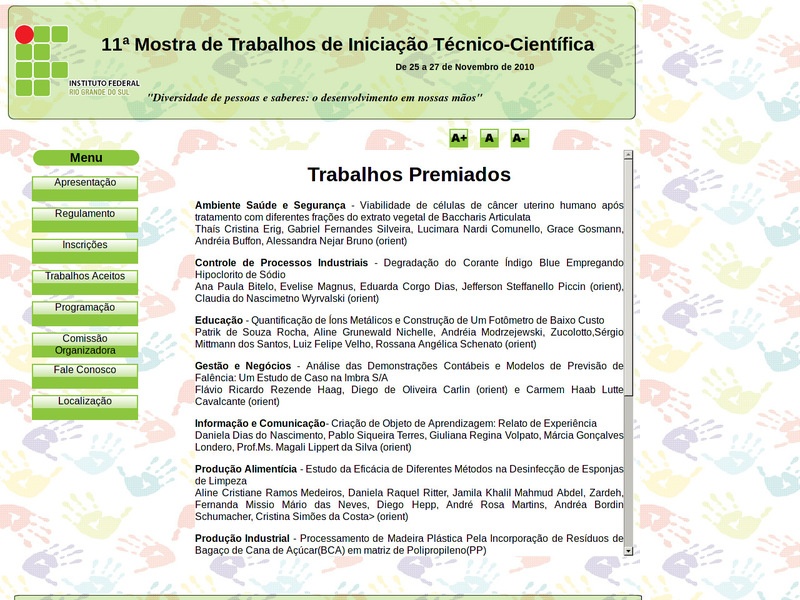 11ª Mostra de Trabalhos de Iniciação Técnico-Científica
De 25 a 27 de Novembro de 2010
INSTITUTO FEDERAL
RIO GRANDE DO SUL
"Diversidade de pessoas e saberes: o desenvolvimento em nossas mãos"
A+ A A-
Menu
Apresentação
Regulamento
Inscrições
Trabalhos Aceitos
Programação
Comissão
Organizadora
Fale Conosco
Localização
Trabalhos Premiados
Ambiente Saúde e Segurança - Viabilidade de células de câncer uterino humano após
tratamento com diferentes frações do extrato vegetal de Baccharis Articulata
Thaís Cristina Erig, Gabriel Fernandes Silveira, Lucimara Nardi Comunello, Grace Gosmann,
Andréia Buffon, Alessandra Nejar Bruno (orient)
Controle de Processos Industriais - Degradação do Corante Índigo Blue Empregando
Hipoclorito de Sódio
Ana Paula Bitelo, Evelise Magnus, Eduarda Corgo Dias, Jefferson Steffanello Piccin (orient),
Claudia do Nascimetno Wyrvalski (orient)
Educação - Quantificação de Íons Metálicos e Construção de Um Fotômetro de Baixo Custo
Patrik de Souza Rocha, Aline Grunewald Nichelle, Andréia Modrzejewski, Zucolotto,Sérgio
Mittmann dos Santos, Luiz Felipe Velho, Rossana Angélica Schenato (orient)
Gestão e Negócios - Análise das Demonstrações Contábeis e Modelos de Previsão de
Falência: Um Estudo de Caso na Imbra S/A
Flávio Ricardo Rezende Haag, Diego de Oliveira Carlin (orient) e Carmem Haab Lutte
Cavalcante (orient)
Informação e Comunicação- Criação de Objeto de Aprendizagem: Relato de Experiência
Daniela Dias do Nascimento, Pablo Siqueira Terres, Giuliana Regina Volpato, Márcia Gonçalves
Londero, Prof.Ms. Magali Lippert da Silva (orient)
Produção Alimentícia - Estudo da Eficácia de Diferentes Métodos na Desinfecção de Esponjas
de Limpeza
Aline Cristiane Ramos Medeiros, Daniela Raquel Ritter, Jamila Khalil Mahmud Abdel, Zardeh,
Fernanda Missio Mário das Neves, Diego Hepp, André Rosa Martins, Andréa Bordin
Schumacher, Cristina Simões da Costa> (orient)
Produção Industrial - Processamento de Madeira Plástica Pela Incorporação de Resíduos de
Bagaço de Cana de Açúcar(BCA) em matriz de Polipropileno(PP)